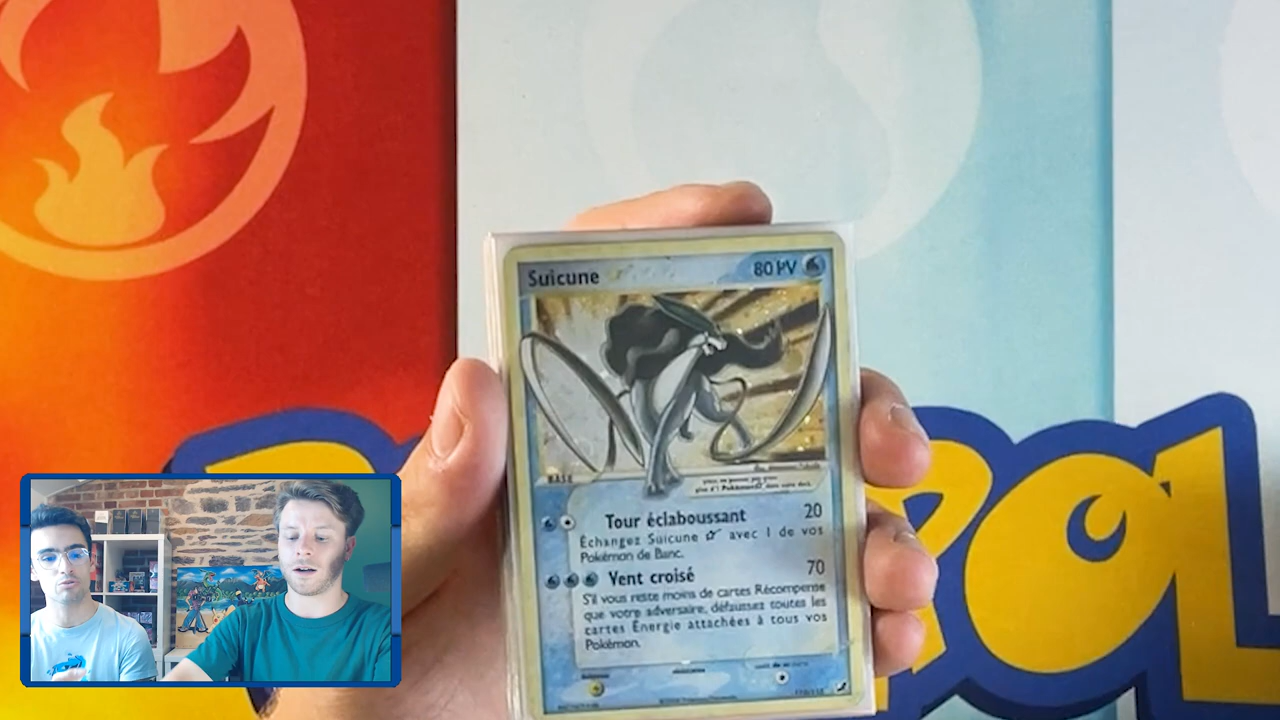 Suicune
80 PV
BASE
Tour éclaboussant 20
Échangez Suicune ☆ avec 1 de vos
Pokémon de Banc.
Vent croisé 70
S'il vous reste moins de cartes Récompense
que votre adversaire, défaussez toutes les
cartes Énergie attachées à tous vos
Pokémon.